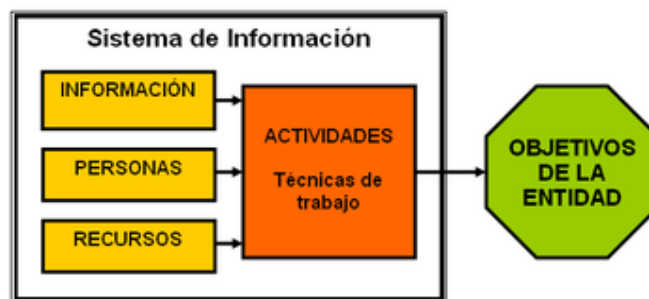 Sistema de Información
INFORMACIÓN
PERSONAS
RECURSOS
ACTIVIDADES
Técnicas de
trabajo
OBJETIVOS
DE LA
ENTIDAD